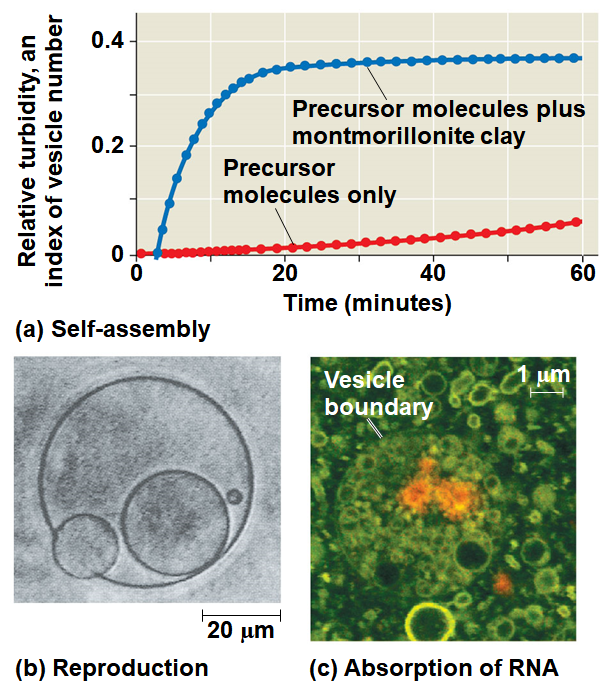 Relative turbidity, an
index of vesicle number
0.4
0.2
0
Precursor molecules plus
montmorillonite clay
Precursor
molecules only
0 20 40 60
Time (minutes)
(a) Self-assembly
20 μm
(b) Reproduction
Vesicle
boundary
1 μm
(c) Absorption of RNA